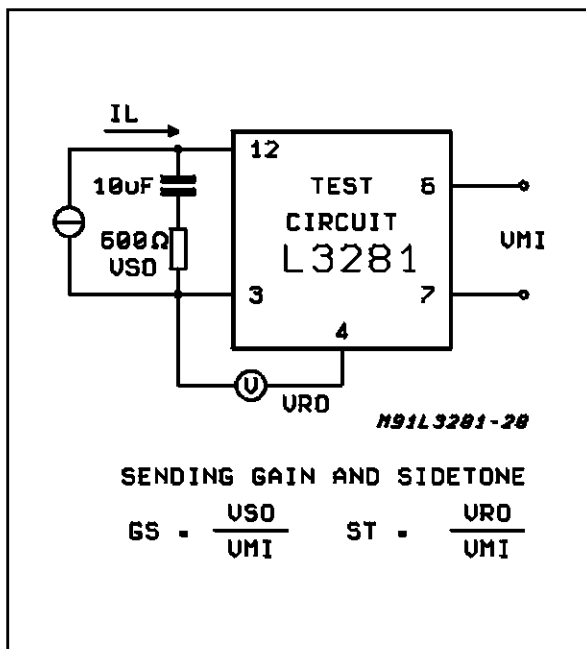 IL
12
10uF
TEST
6
CIRCUIT
600Ω
VMI
VSO
L3281
3
7
4
V
VRO
M91L3281-28
SENDING GAIN AND SIDETONE
GS = VSO / VMI ST = VRO / VMI